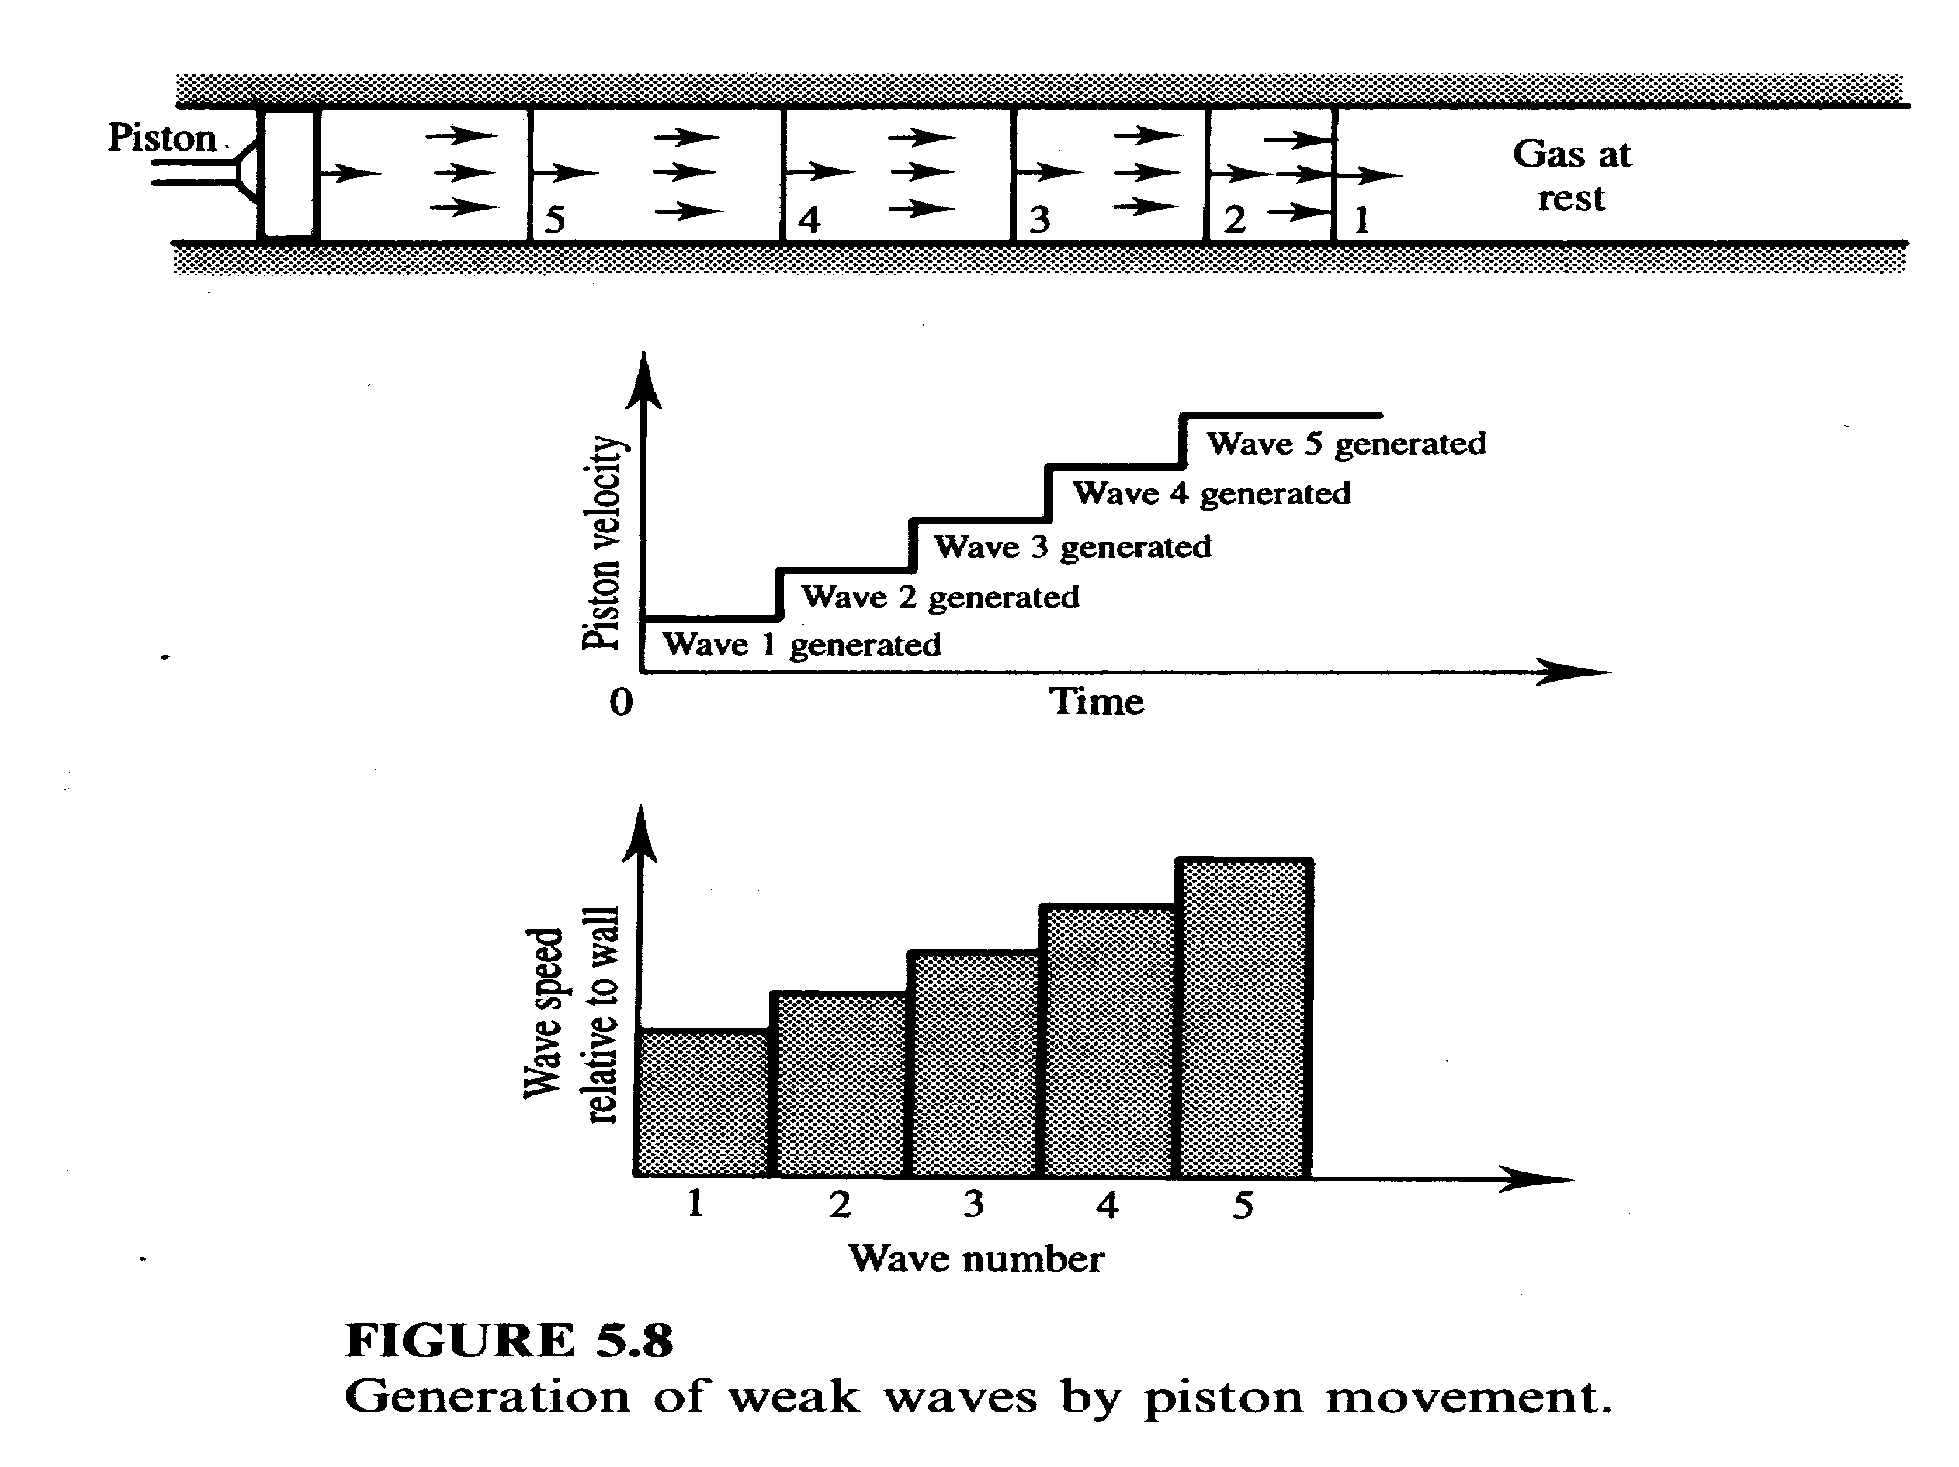 Piston
Gas at
rest
5
4
3
2
1
Piston velocity
Wave 5 generated
Wave 4 generated
Wave 3 generated
Wave 2 generated
Wave 1 generated
0
Time
Wave speed
relative to wall
1
2
3
4
5
Wave number
FIGURE 5.8
Generation of weak waves by piston movement.